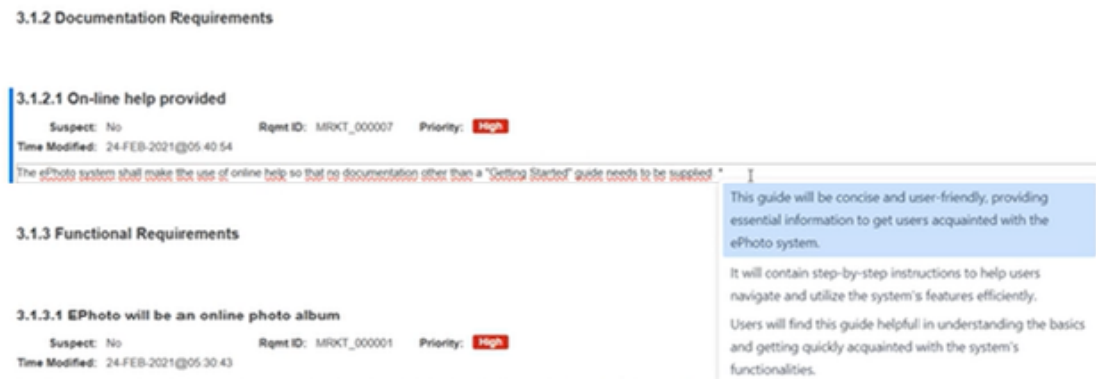 3.1.2 Documentation Requirements
3.1.2.1 On-line help provided
Suspect: No Rqmt ID: MRKT_000007 Priority: High
Time Modified: 24-FEB-2021@05:40:54
The ePhoto system shall make the use of online help so that no documentation other than a "Getting Started" guide needs to be supplied. *
This guide will be concise and user-friendly, providing
essential information to get users acquainted with the
ePhoto system.
It will contain step-by-step instructions to help users
navigate and utilize the system's features efficiently.
Users will find this guide helpful in understanding the basics
and getting quickly acquainted with the system's
functionalities.
3.1.3 Functional Requirements
3.1.3.1 EPhoto will be an online photo album
Suspect: No Rqmt ID: MRKT_000001 Priority: High
Time Modified: 24-FEB-2021@05:30:43